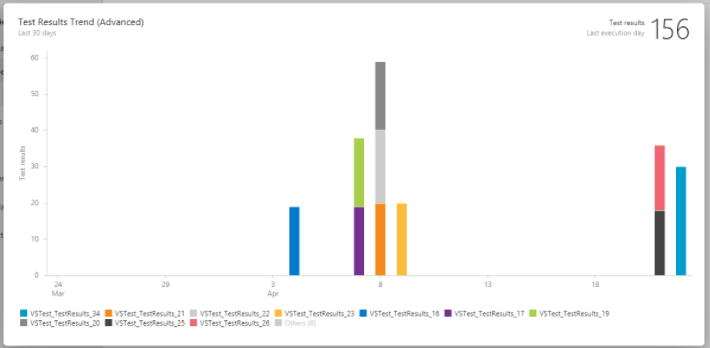 Test Results Trend (Advanced)
Last 30 days
Test results
Last execution day
156
60
50
40
30
20
10
0
Test results
24
Mar
29
3
Apr
8
13
18
VSTest_TestResults_34 VSTest_TestResults_21 VSTest_TestResults_22 VSTest_TestResults_23 VSTest_TestResults_16 VSTest_TestResults_17 VSTest_TestResults_19
VSTest_TestResults_20 VSTest_TestResults_25 VSTest_TestResults_26 Others (8)